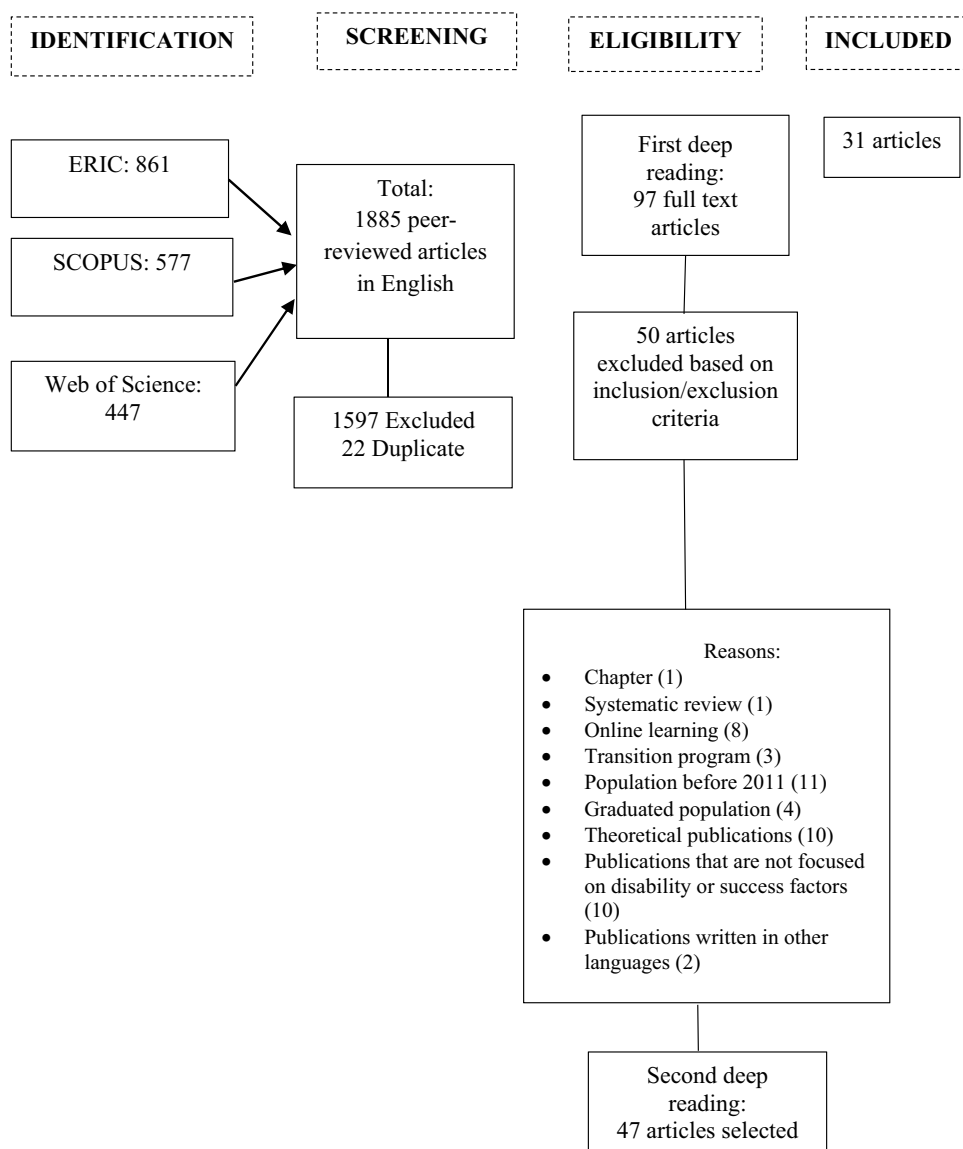 IDENTIFICATION
SCREENING
ELIGIBILITY
INCLUDED
ERIC: 861
SCOPUS: 577
Web of Science:
447
Total:
1885 peer-
reviewed articles
in English
1597 Excluded
22 Duplicate
First deep
reading:
97 full text
articles
50 articles
excluded based on
inclusion/exclusion
criteria
Reasons:
• Chapter (1)
• Systematic review (1)
• Online learning (8)
• Transition program (3)
• Population before 2011 (11)
• Graduated population (4)
• Theoretical publications (10)
• Publications that are not focused
on disability or success factors
(10)
• Publications written in other
languages (2)
Second deep
reading:
47 articles selected
31 articles